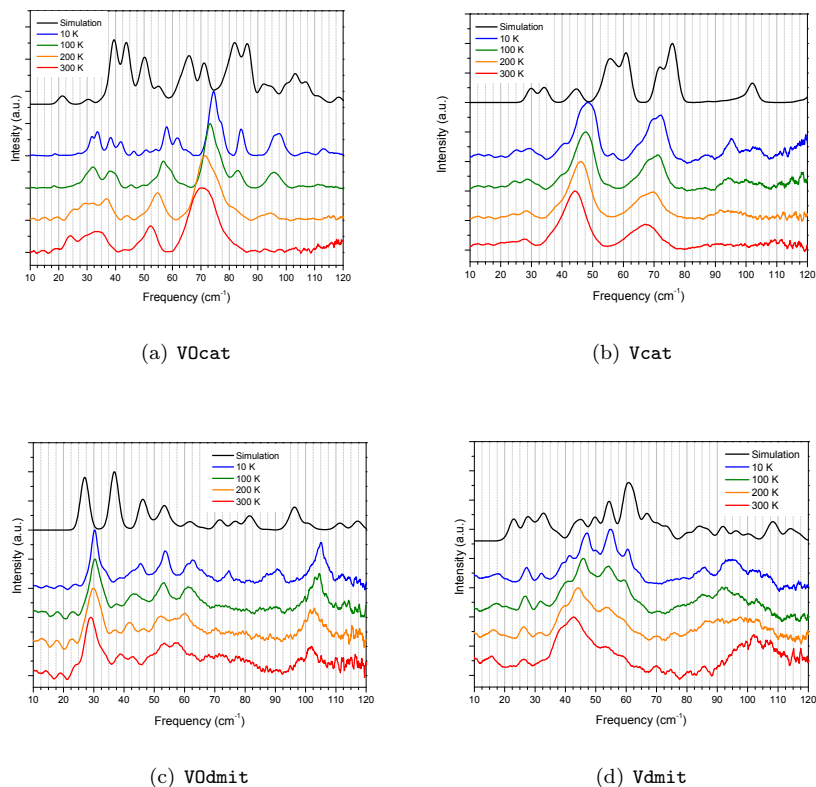 Simulation
10 K
100 K
200 K
300 K
Intesity (a.u.)
10 20 30 40 50 60 70 80 90 100 110 120
Frequency (cm-1)
(a) VOcat
Simulation
10 K
100 K
200 K
300 K
Intensity (a.u.)
10 20 30 40 50 60 70 80 90 100 110 120
Frequency (cm-1)
(b) Vcat
Simulation
10 K
100 K
200 K
300 K
Intensity (a.u.)
10 20 30 40 50 60 70 80 90 100 110 120
Frequency (cm-1)
(c) VOdmit
Simulation
10 K
100 K
200 K
300 K
Intensity (a.u.)
10 20 30 40 50 60 70 80 90 100 110 120
Frequency (cm-1)
(d) Vdmit